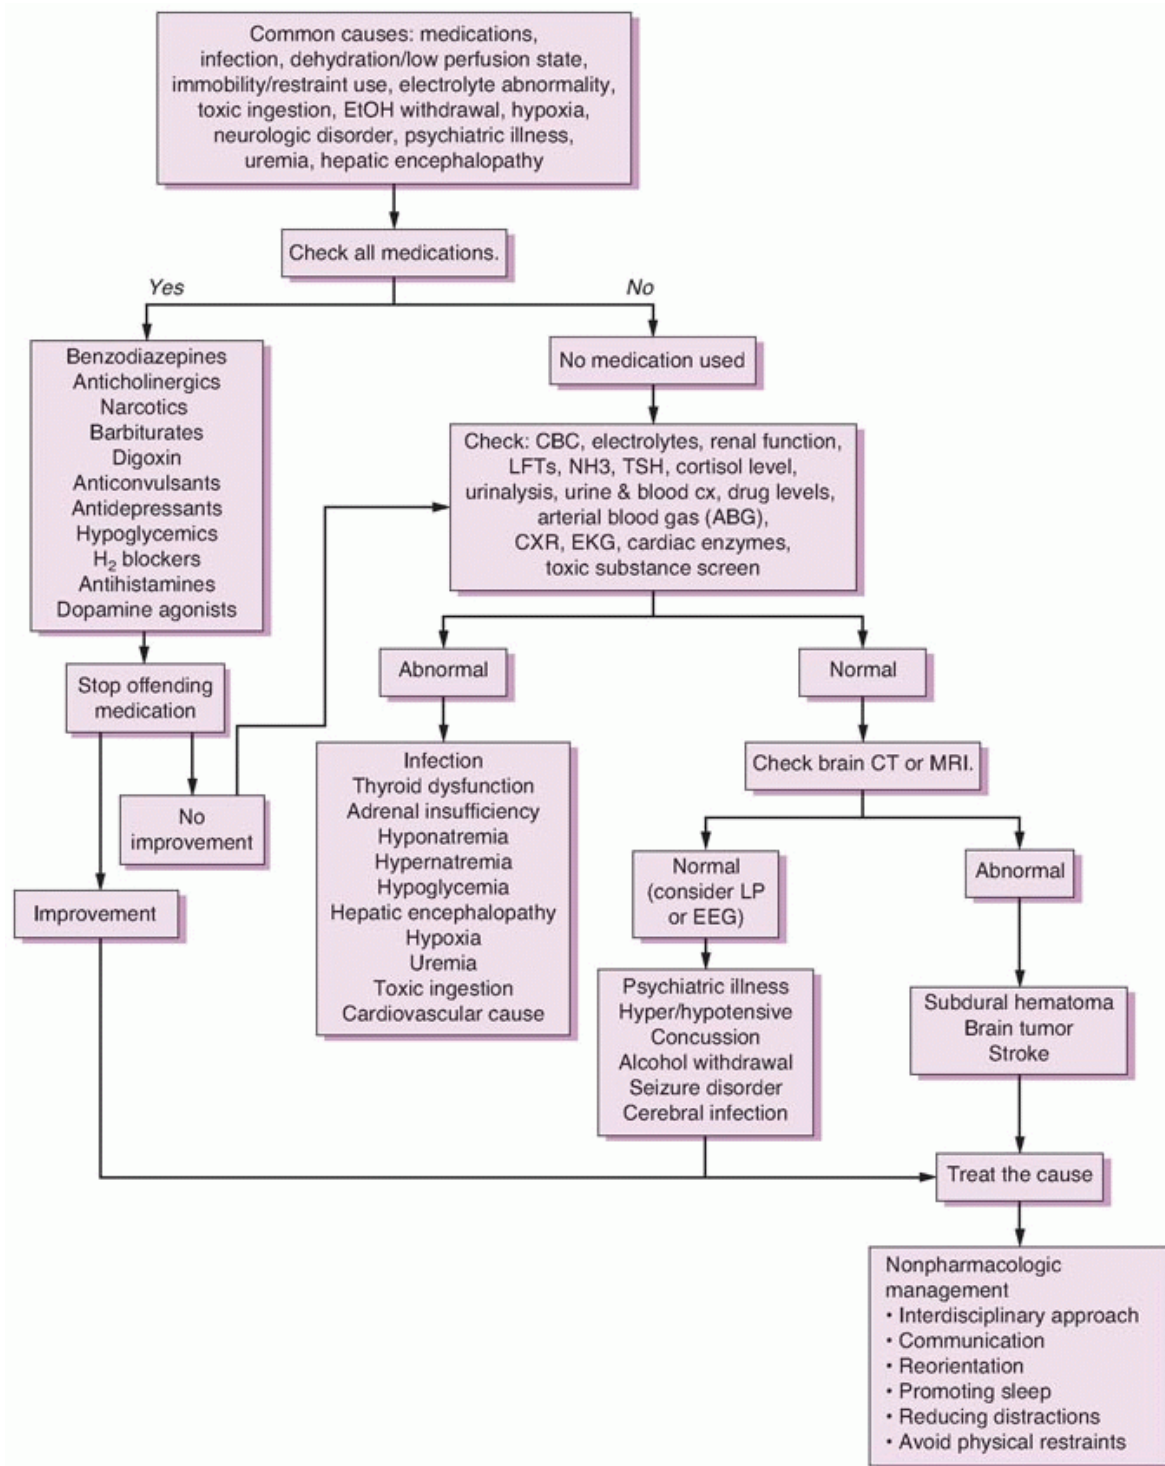 Common causes: medications,
infection, dehydration/low perfusion state,
immobility/restraint use, electrolyte abnormality,
toxic ingestion, EtOH withdrawal, hypoxia,
neurologic disorder, psychiatric illness,
uremia, hepatic encephalopathy
Check all medications.
Yes
No
Benzodiazepines
Anticholinergics
Narcotics
Barbiturates
Digoxin
Anticonvulsants
Antidepressants
Hypoglycemics
H2 blockers
Antihistamines
Dopamine agonists
No medication used
Check: CBC, electrolytes, renal function,
LFTs, NH3, TSH, cortisol level,
urinalysis, urine & blood cx, drug levels,
arterial blood gas (ABG),
CXR, EKG, cardiac enzymes,
toxic substance screen
Stop offending
medication
No
improvement
Improvement
Abnormal
Normal
Infection
Thyroid dysfunction
Adrenal insufficiency
Hyponatremia
Hypernatremia
Hypoglycemia
Hepatic encephalopathy
Hypoxia
Uremia
Toxic ingestion
Cardiovascular cause
Check brain CT or MRI.
Normal
(consider LP
or EEG)
Abnormal
Psychiatric illness
Hyper/hypotensive
Concussion
Alcohol withdrawal
Seizure disorder
Cerebral infection
Subdural hematoma
Brain tumor
Stroke
Treat the cause
Nonpharmacologic
management
• Interdisciplinary approach
• Communication
• Reorientation
• Promoting sleep
• Reducing distractions
• Avoid physical restraints